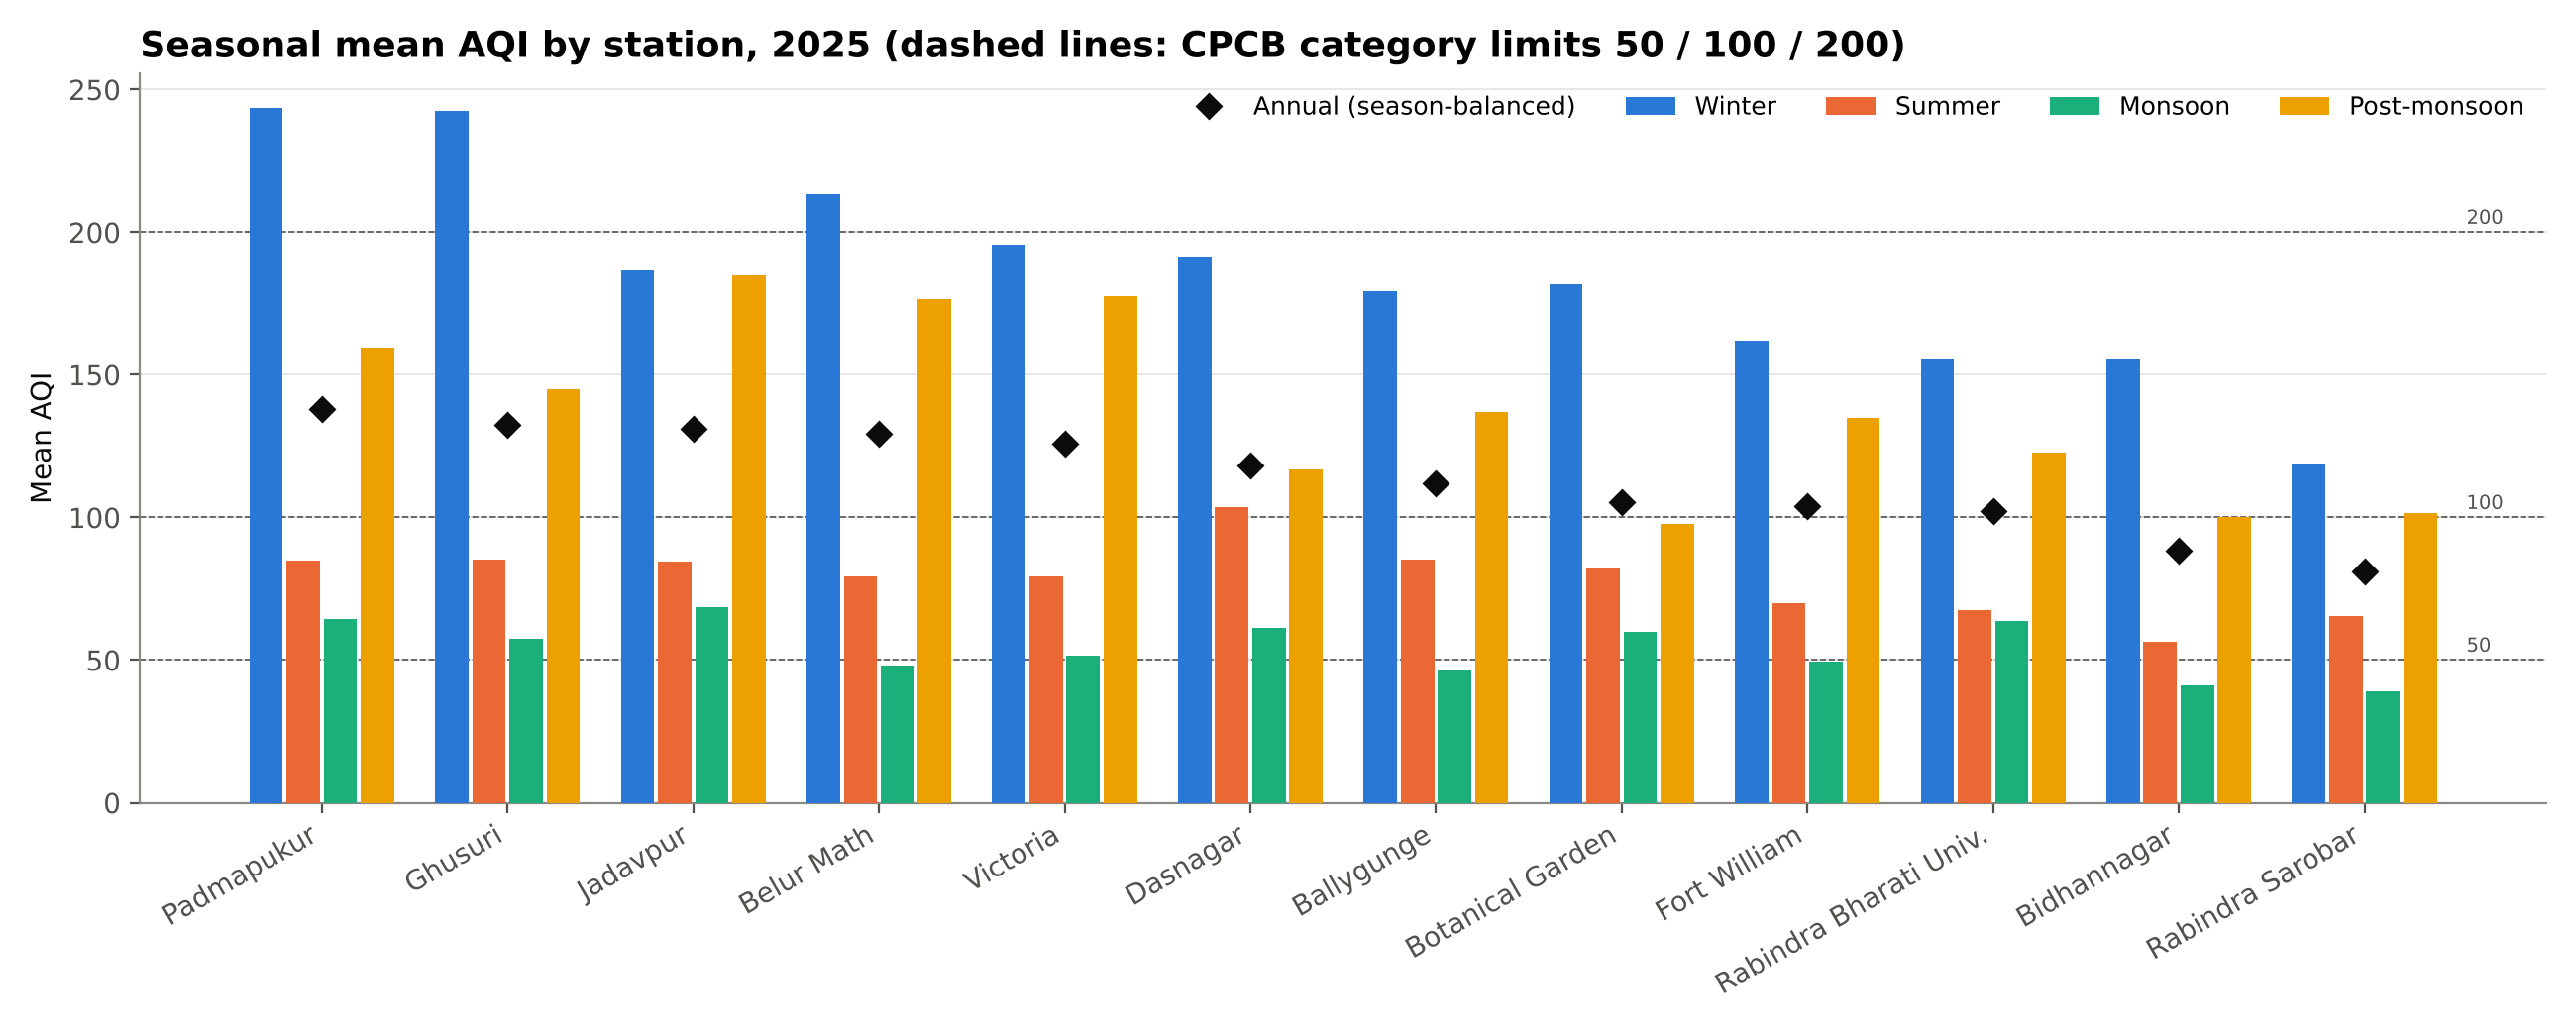 Seasonal mean AQI by station, 2025 (dashed lines: CPCB category limits 50 / 100 / 200)
Annual (season-balanced) Winter Summer Monsoon Post-monsoon
Mean AQI
250
200
150
100
50
0
200
100
50
Padmapukur
Ghusuri
Jadavpur
Belur Math
Victoria
Dasnagar
Ballygunge
Botanical Garden
Fort William
Rabindra Bharati Univ.
Bidhannagar
Rabindra Sarobar